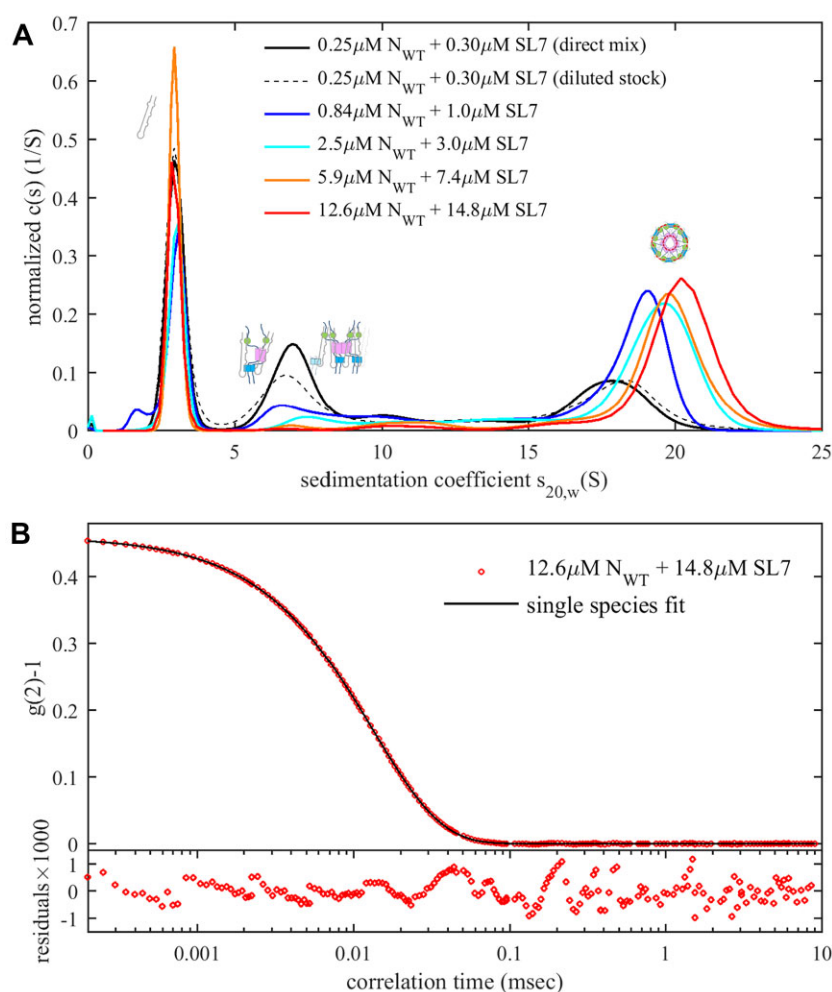 A
0.7
0.6
0.5
0.4
0.3
0.2
0.1
0
normalized c(s) (1/S)
0.25μM N_WT + 0.30μM SL7 (direct mix)
0.25μM N_WT + 0.30μM SL7 (diluted stock)
0.84μM N_WT + 1.0μM SL7
2.5μM N_WT + 3.0μM SL7
5.9μM N_WT + 7.4μM SL7
12.6μM N_WT + 14.8μM SL7
0 5 10 15 20 25
sedimentation coefficient s_20,w(S)
B
0.4
0.3
0.2
0.1
0
g(2)-1
12.6μM N_WT + 14.8μM SL7
single species fit
1
0
-1
residuals×1000
0.001 0.01 0.1 1 10
correlation time (msec)